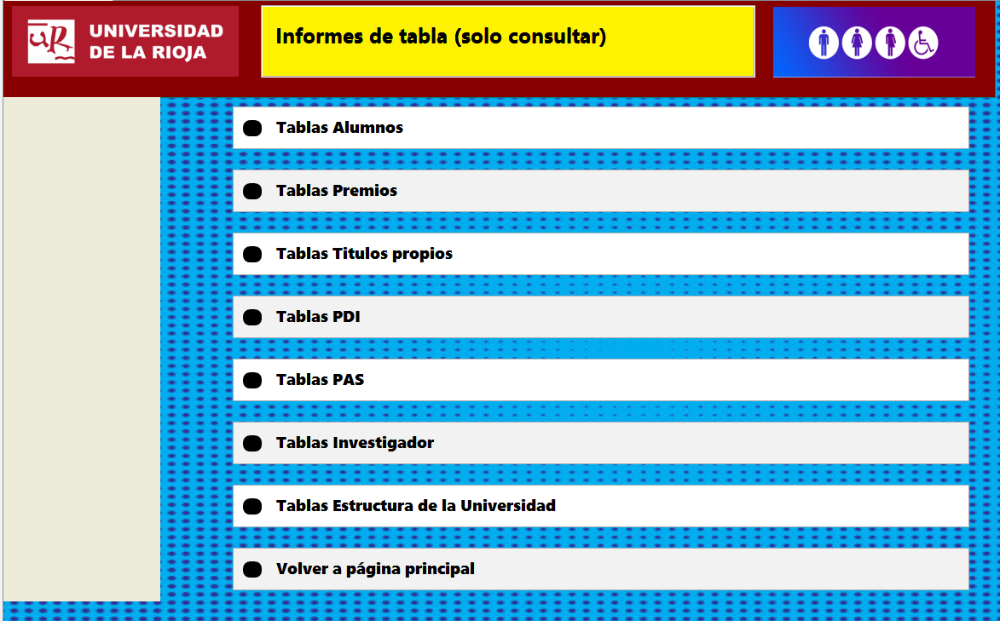 UNIVERSIDAD
DE LA RIOJA
Informes de tabla (solo consultar)
Tablas Alumnos
Tablas Premios
Tablas Titulos propios
Tablas PDI
Tablas PAS
Tablas Investigador
Tablas Estructura de la Universidad
Volver a página principal